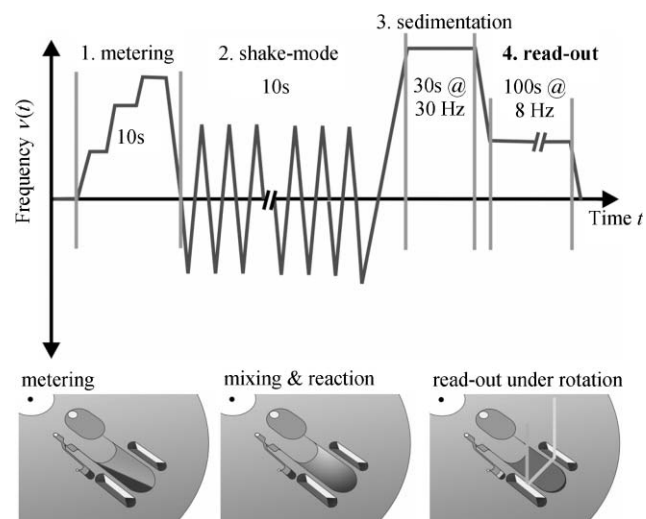 3. sedimentation
1. metering
2. shake-mode
4. read-out
10s
30s @
30 Hz
100s @
8 Hz
10s
Frequency ν(t)
Time t
metering
mixing & reaction
read-out under rotation